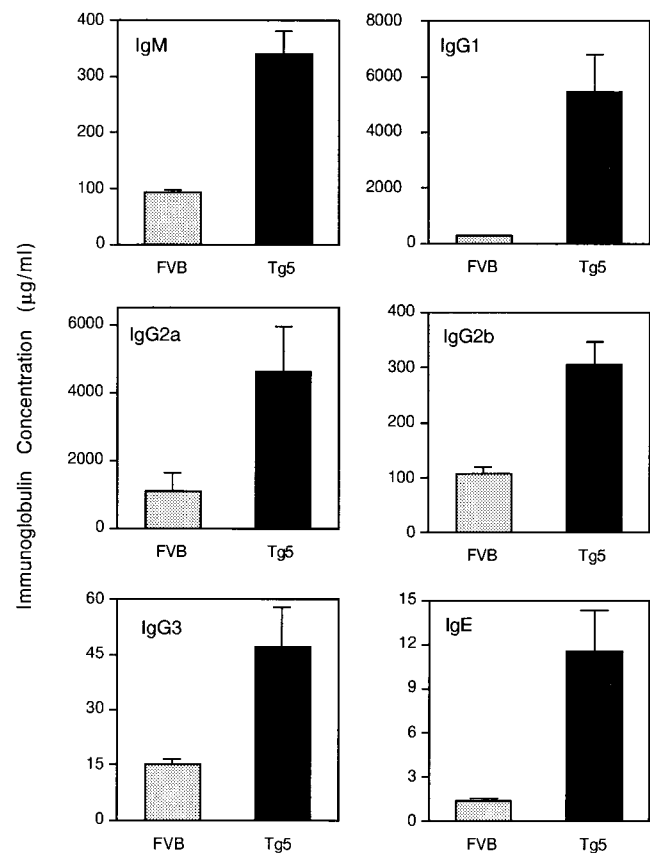 Immunoglobulin Concentration (µg/ml)
IgM
400
300
200
100
0
FVB Tg5
IgG1
8000
6000
4000
2000
0
FVB Tg5
IgG2a
6000
4000
2000
0
FVB Tg5
IgG2b
400
300
200
100
0
FVB Tg5
IgG3
60
45
30
15
0
FVB Tg5
IgE
15
12
9
6
3
0
FVB Tg5